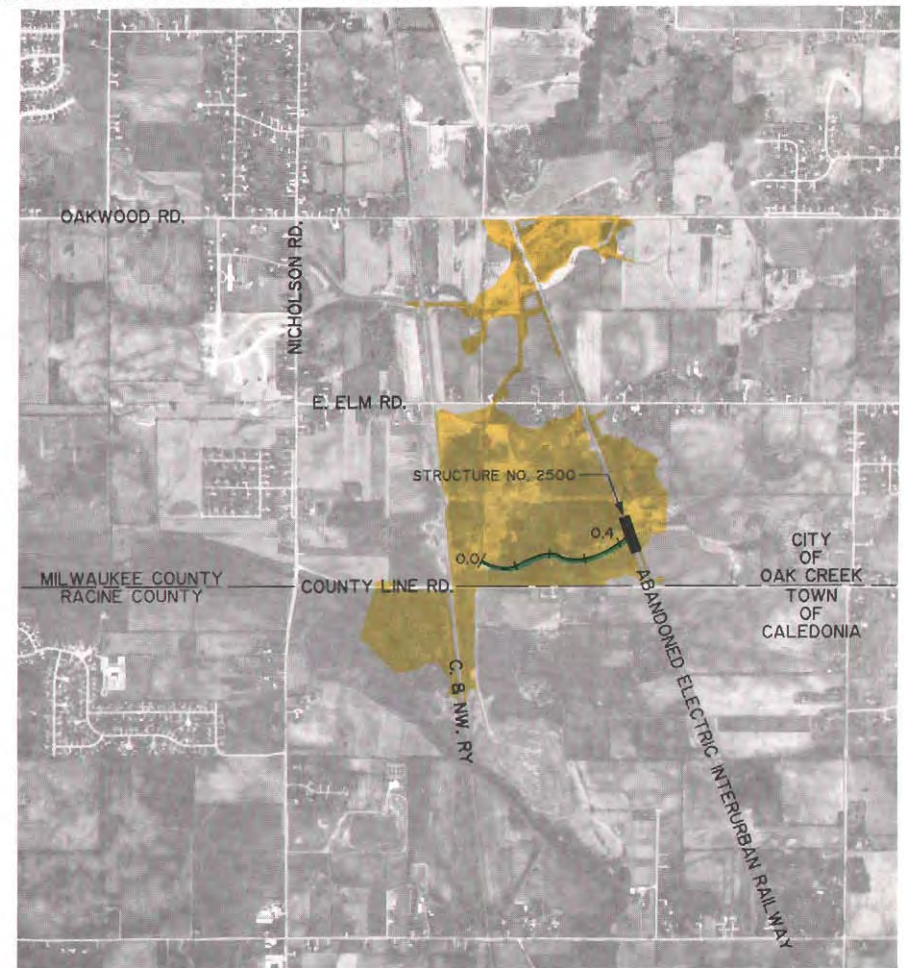 OAKWOOD RD.
NICHOLSON RD.
E. ELM RD.
STRUCTURE NO. 2500
0.4
0.0
CITY
OF
OAK CREEK
TOWN
OF
CALEDONIA
MILWAUKEE COUNTY
RACINE COUNTY
COUNTY LINE RD.
ABANDONED ELECTRIC INTERURBAN RAILWAY
C. & NW. RY